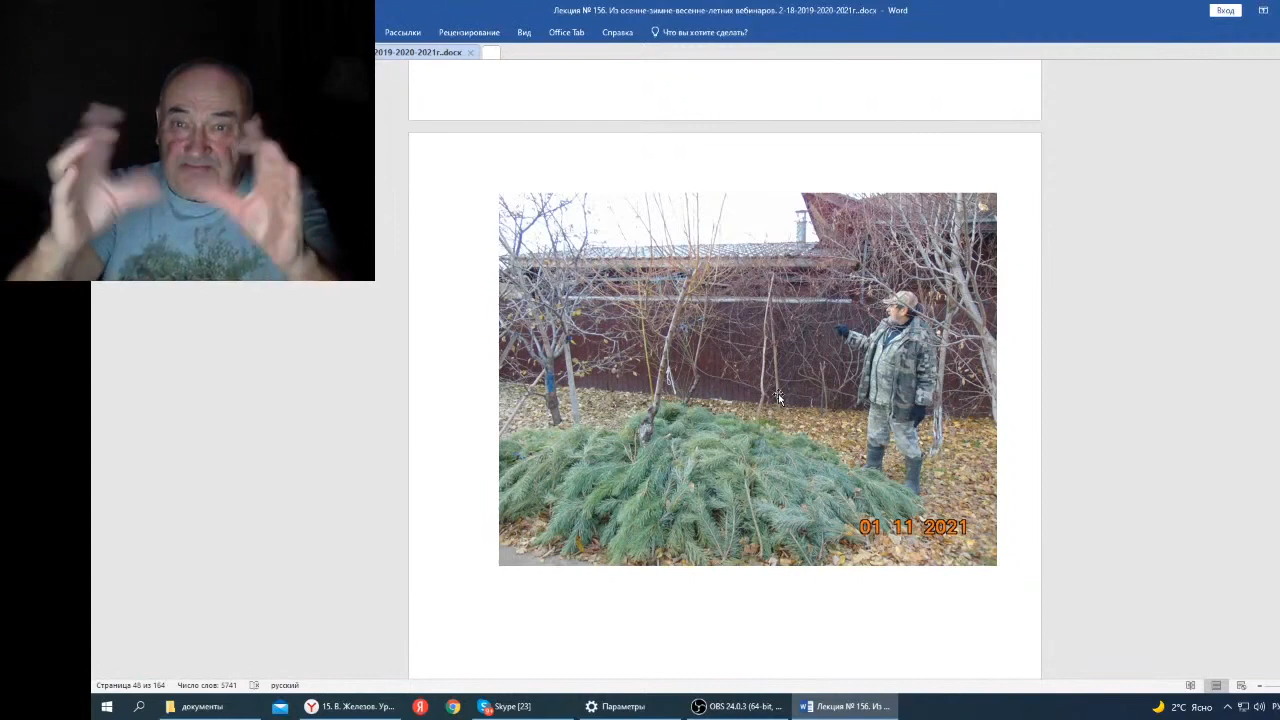 Лекция № 156. Из осенне-зимне-весенне-летних вебинаров. 2-18-2019-2020-2021г..docx - Word
Вход
Рассылки
Рецензирование
Вид
Office Tab
Справка
Что вы хотите сделать?
2019-2020-2021г..docx
01 11 2021
Страница 48 из 164
Число слов: 5741
русский
документы
15. В. Железов. Ур...
Skype [23]
Параметры
OBS 24.0.3 (64-bit, ...
Лекция № 156. Из ...
2°C Ясно